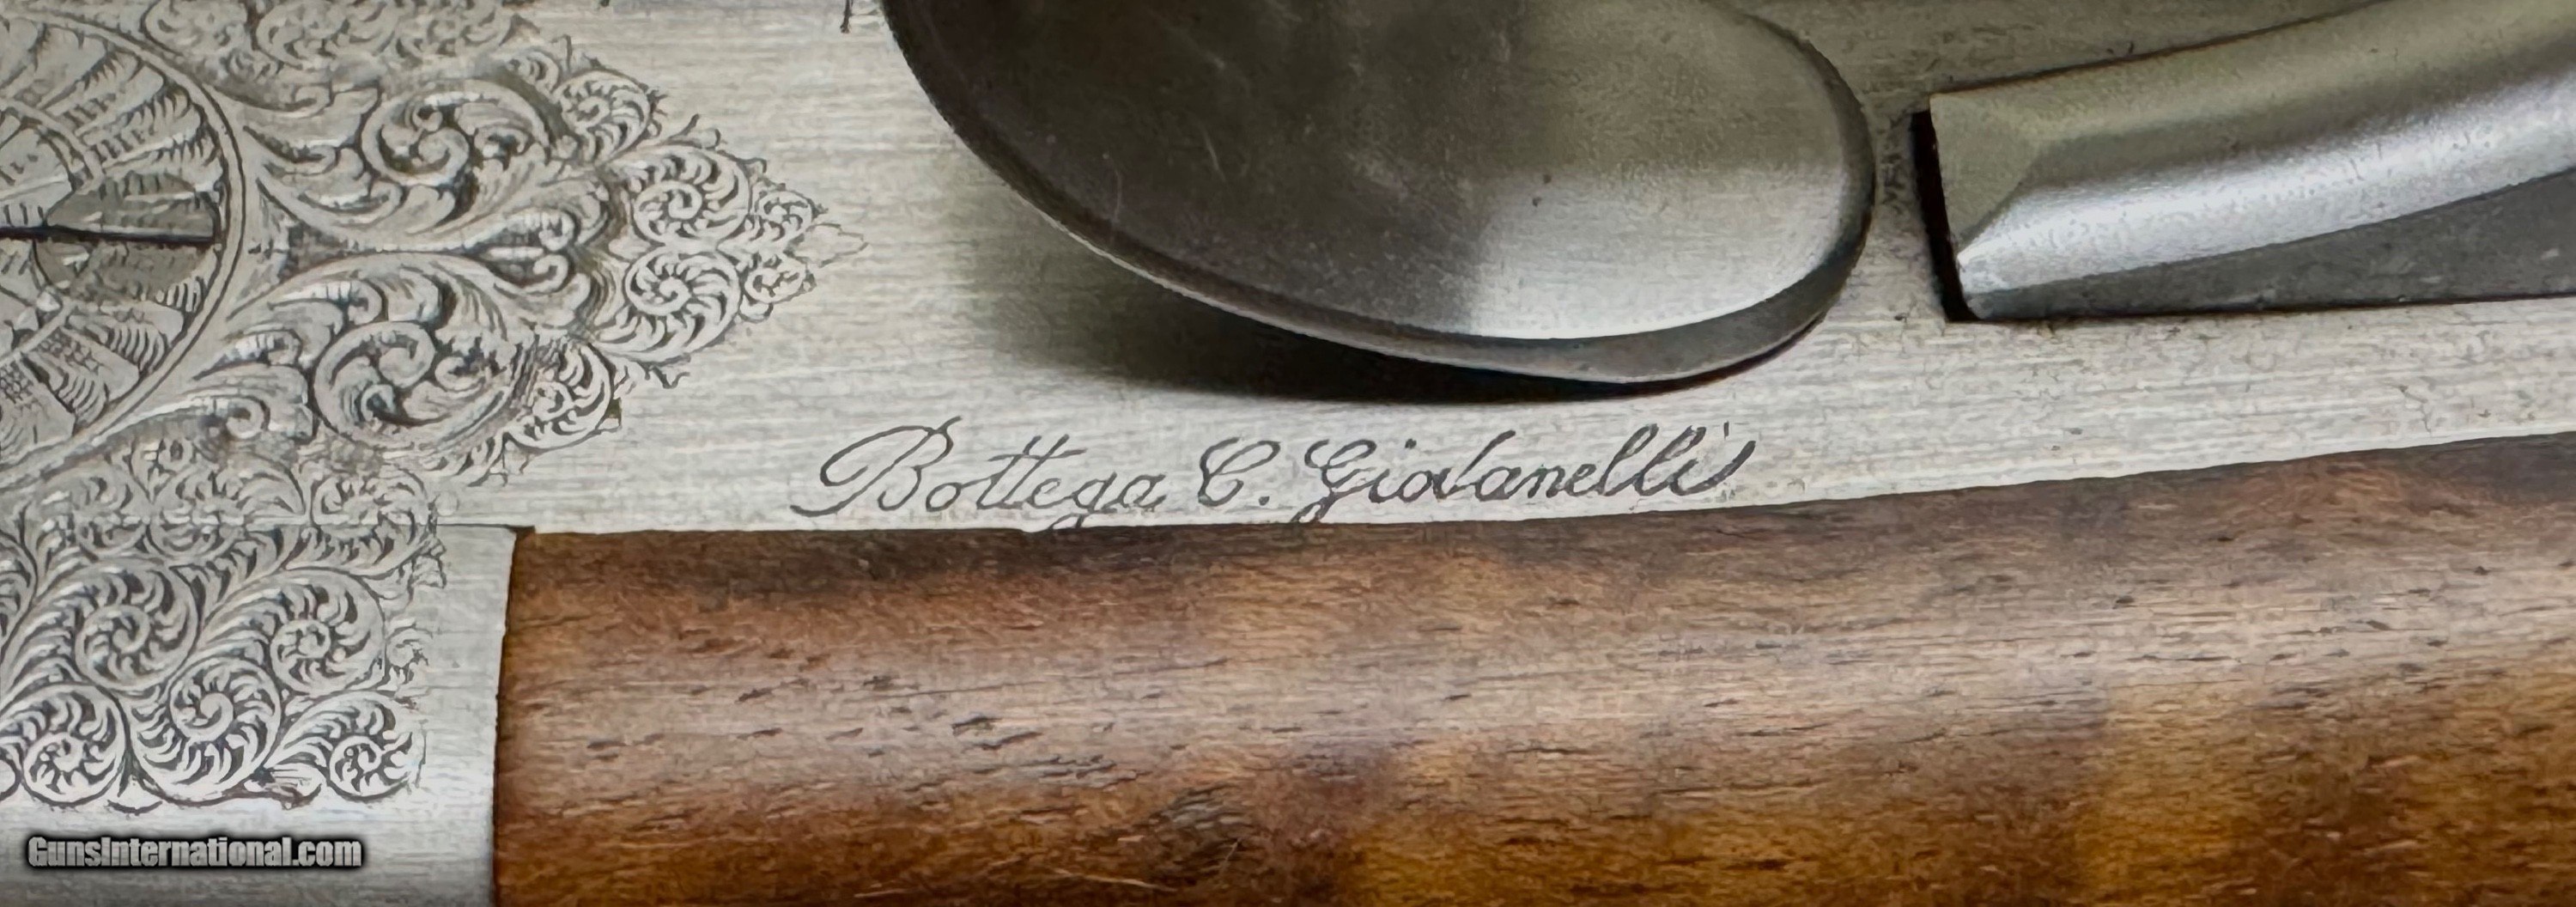 Bottega C. Giovanelli
GunsInternational.com